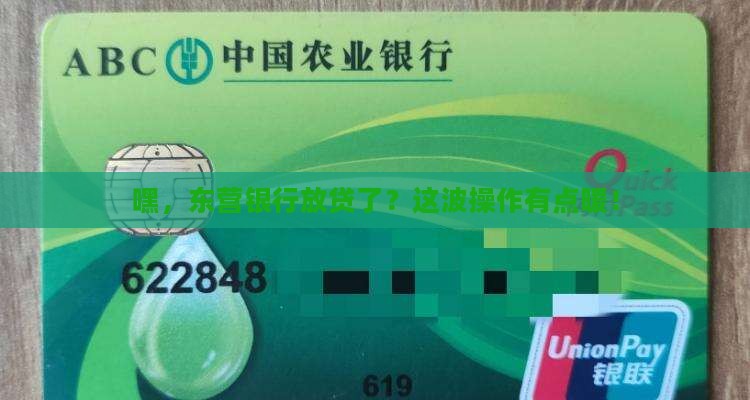 ABC 中国农业银行
Quick
Pass
嘿，东营银行放贷了？这波操作有点
622848
UnionPay
银联
619